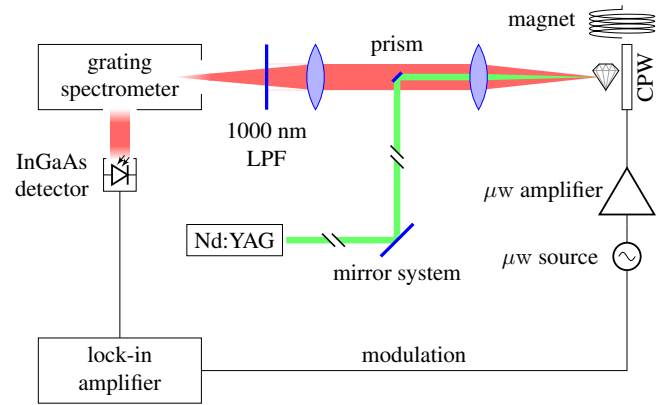 magnet
prism
grating
spectrometer
CPW
1000 nm
LPF
InGaAs
detector
μw amplifier
Nd:YAG
μw source
mirror system
lock-in
amplifier
modulation